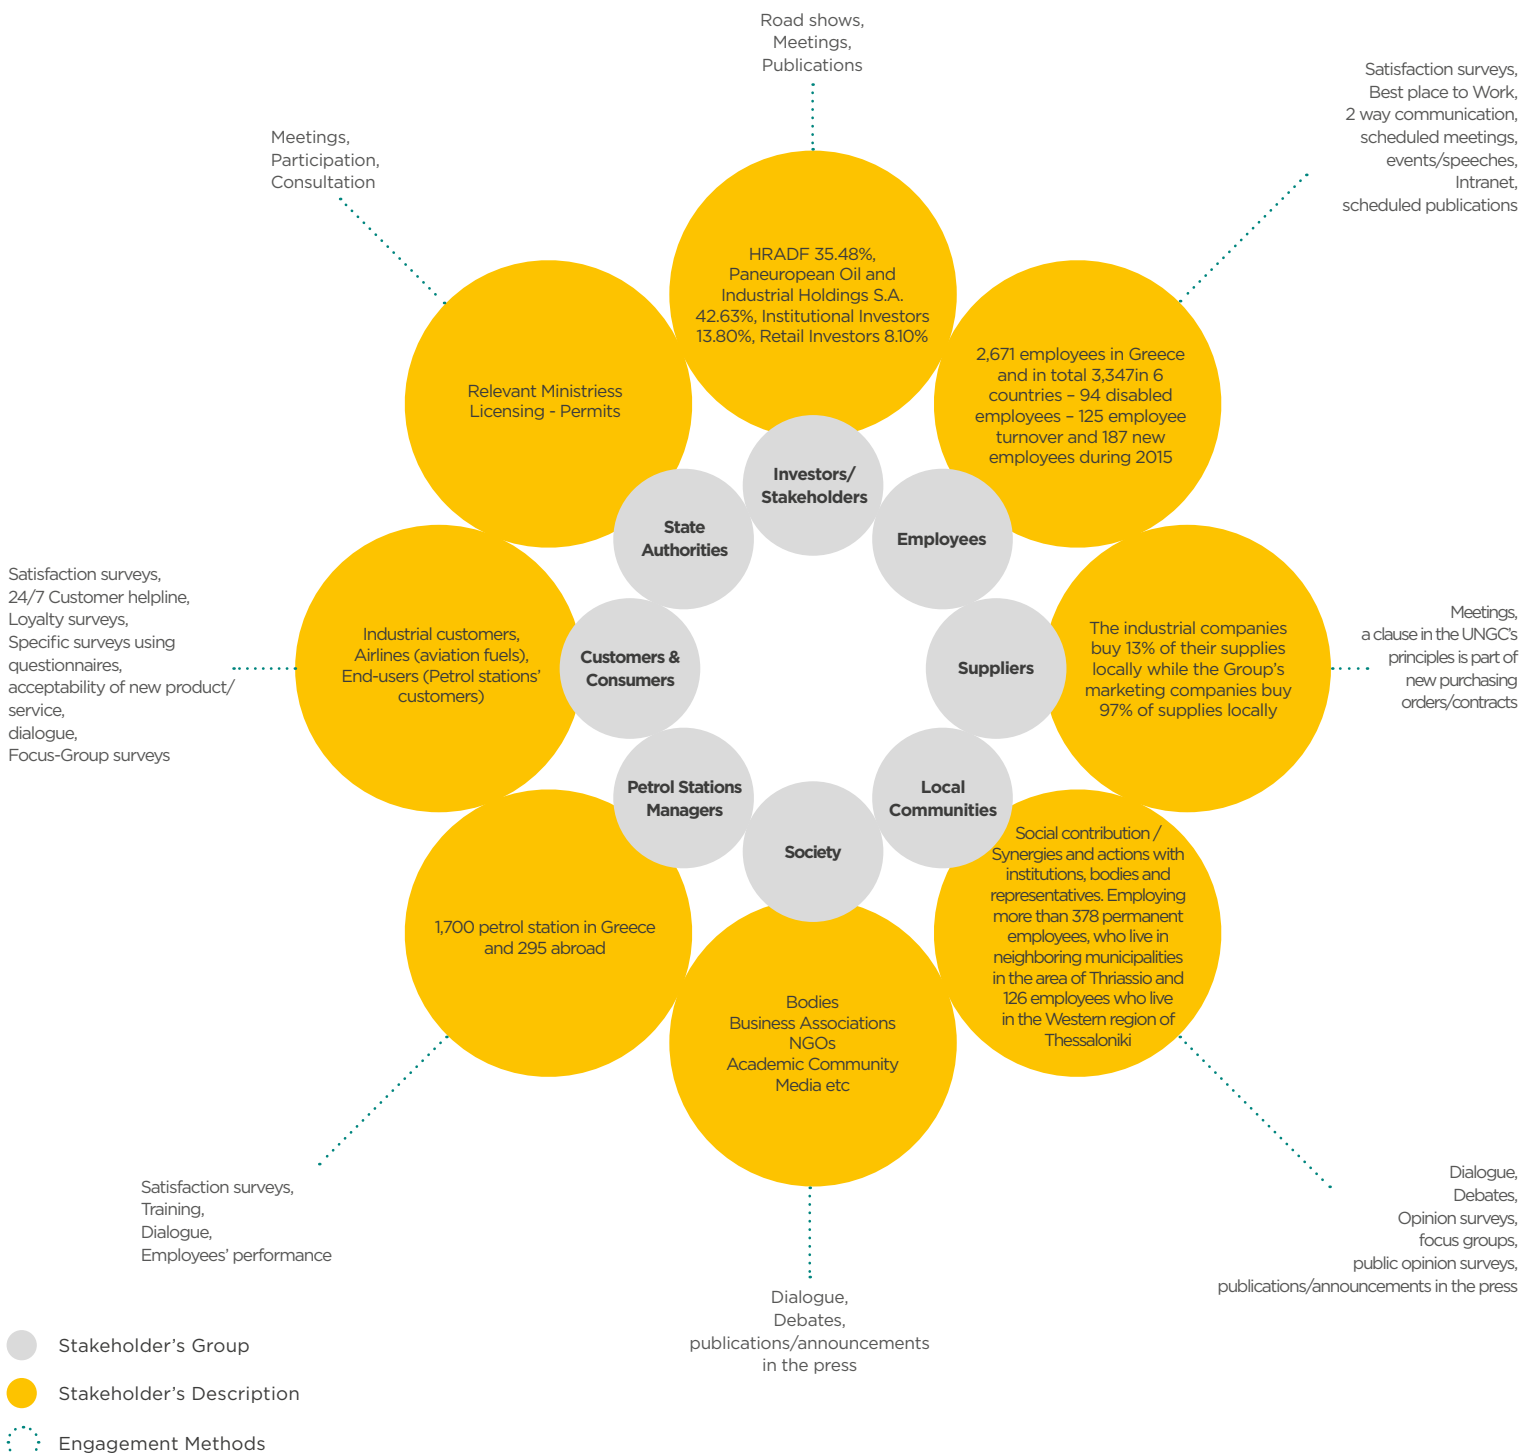 Road shows,
Meetings,
Publications
Satisfaction surveys,
Best place to Work,
2 way communication,
scheduled meetings,
events/speeches,
Intranet,
scheduled publications
Meetings,
Participation,
Consultation
HRADF 35.48%,
Paneuropean Oil and
Industrial Holdings S.A.
42.63%, Institutional Investors
13.80%, Retail Investors 8.10%
2,671 employees in Greece
and in total 3,347in 6
countries – 94 disabled
employees – 125 employee
turnover and 187 new
employees during 2015
Relevant Ministriess
Licensing - Permits
Investors/
Stakeholders
State
Authorities
Employees
Satisfaction surveys,
24/7 Customer helpline,
Loyalty surveys,
Specific surveys using
questionnaires,
acceptability of new product/
service,
dialogue,
Focus-Group surveys
Industrial customers,
Airlines (aviation fuels),
End-users (Petrol stations'
customers)
Customers &
Consumers
Suppliers
The industrial companies
buy 13% of their supplies
locally while the Group's
marketing companies buy
97% of supplies locally
Meetings,
a clause in the UNGC's
principles is part of
new purchasing
orders/contracts
Petrol Stations
Managers
Local
Communities
Society
Social contribution /
Synergies and actions with
institutions, bodies and
representatives. Employing
more than 378 permanent
employees, who live in
neighboring municipalities
in the area of Thriassio and
126 employees who live
in the Western region of
Thessaloniki
1,700 petrol station in Greece
and 295 abroad
Bodies
Business Associations
NGOs
Academic Community
Media etc
Satisfaction surveys,
Training,
Dialogue,
Employees' performance
Dialogue,
Debates,
Opinion surveys,
focus groups,
public opinion surveys,
publications/announcements in the press
Dialogue,
Debates,
publications/announcements
in the press
Stakeholder's Group
Stakeholder's Description
Engagement Methods